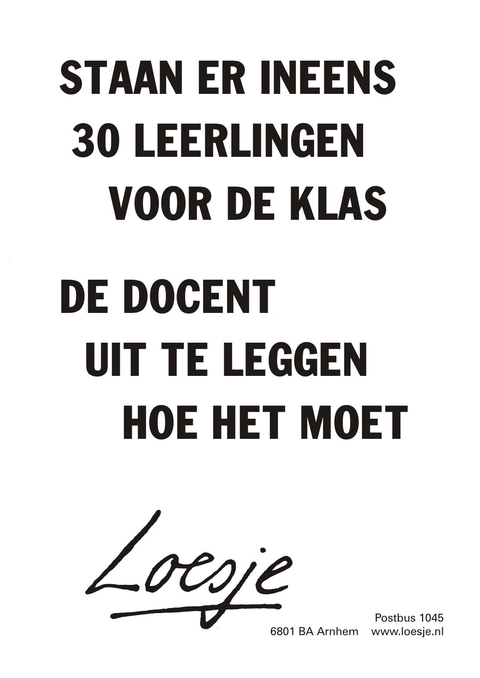 STAAN ER INEENS
30 LEERLINGEN
VOOR DE KLAS
DE DOCENT
UIT TE LEGGEN
HOE HET MOET
Loesje
Postbus 1045
6801 BA Arnhem www.loesje.nl